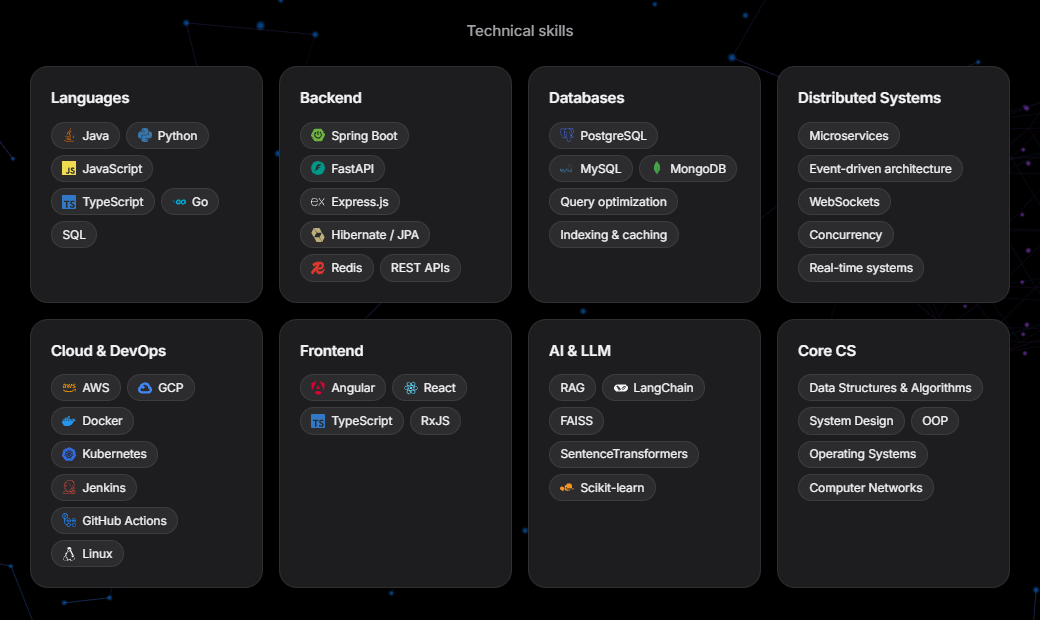 Technical skills
Languages
Java Python
JavaScript
TypeScript Go
SQL
Backend
Spring Boot
FastAPI
Express.js
Hibernate / JPA
Redis REST APIs
Databases
PostgreSQL
MySQL MongoDB
Query optimization
Indexing & caching
Distributed Systems
Microservices
Event-driven architecture
WebSockets
Concurrency
Real-time systems
Cloud & DevOps
AWS GCP
Docker
Kubernetes
Jenkins
GitHub Actions
Linux
Frontend
Angular React
TypeScript RxJS
AI & LLM
RAG LangChain
FAISS
SentenceTransformers
Scikit-learn
Core CS
Data Structures & Algorithms
System Design OOP
Operating Systems
Computer Networks